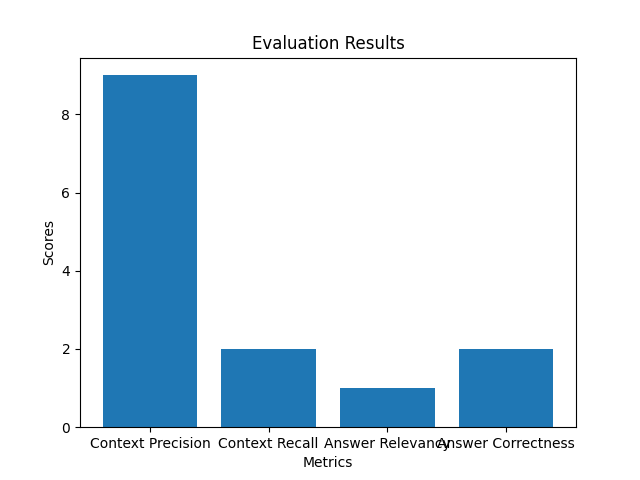 Evaluation Results
8
6
4
2
0
Scores
Context Precision
Context Recall
Answer Relevancy
Answer Correctness
Metrics